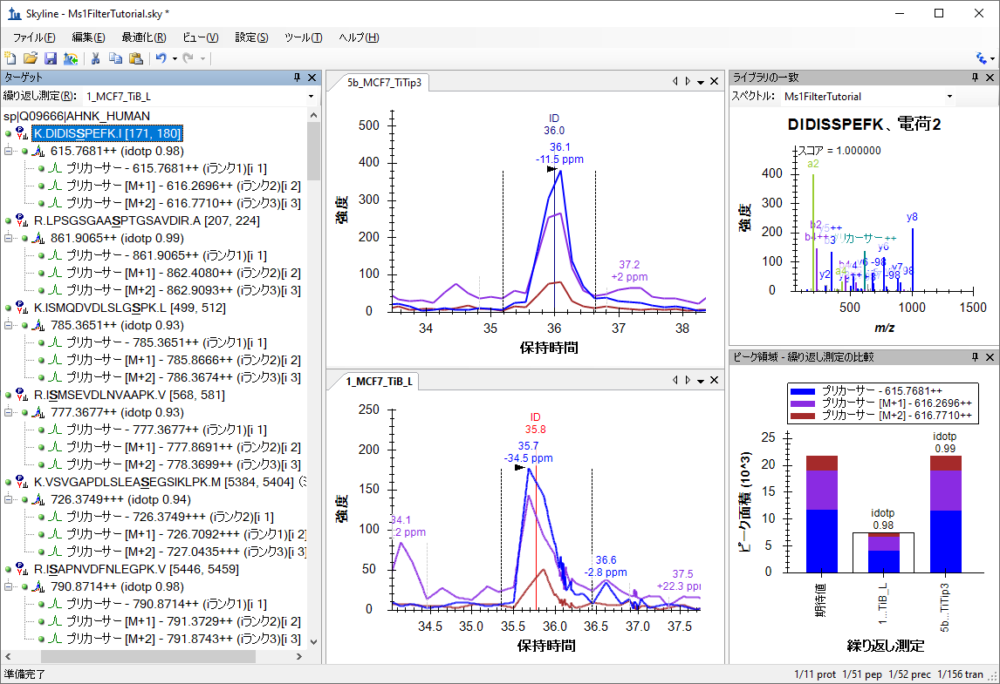 Skyline - Ms1FilterTutorial.sky *
ファイル(F) 編集(E) 最適化(R) ビュー(V) 設定(S) ツール(T) ヘルプ(H)
ターゲット
繰り返し測定(R): 1_MCF7_TiB_L
sp|Q09666|AHNK_HUMAN
K.DIDISSPEFK.I [171, 180]
615.7681++ (idotp 0.98)
プリカーサー - 615.7681++ (iランク1)[i 1]
プリカーサー [M+1] - 616.2696++ (iランク2)[i 2]
プリカーサー [M+2] - 616.7710++ (iランク3)[i 3]
R.LPSGSGAASPTGSAVDIR.A [207, 224]
861.9065++ (idotp 0.99)
プリカーサー - 861.9065++ (iランク1)[i 1]
プリカーサー [M+1] - 862.4080++ (iランク2)[i 2]
プリカーサー [M+2] - 862.9093++ (iランク3)[i 3]
K.ISMQDVDLSLGSPK.L [499, 512]
785.3651++ (idotp 0.93)
プリカーサー - 785.3651++ (iランク1)[i 1]
プリカーサー [M+1] - 785.8666++ (iランク2)[i 2]
プリカーサー [M+2] - 786.3674++ (iランク3)[i 3]
R.ISMSEVDLNVAAPK.V [568, 581]
777.3677++ (idotp 0.93)
プリカーサー - 777.3677++ (iランク1)[i 1]
プリカーサー [M+1] - 777.8691++ (iランク2)[i 2]
プリカーサー [M+2] - 778.3699++ (iランク3)[i 3]
K.VSVGAPDLSLEASEGSIKLPK.M [5384, 5404]
726.3749+++ (idotp 0.94)
プリカーサー - 726.3749+++ (iランク2)[i 1]
プリカーサー [M+1] - 726.7092+++ (iランク1)[i 2]
プリカーサー [M+2] - 727.0435+++ (iランク3)[i 3]
R.ISAPNVDFNLEGPK.V [5446, 5459]
790.8714++ (idotp 0.98)
プリカーサー - 790.8714++ (iランク1)[i 1]
プリカーサー [M+1] - 791.3729++ (iランク2)[i 2]
プリカーサー [M+2] - 791.8743++ (iランク3)[i 3]
5b_MCF7_TiTip3
強度
500
400
300
200
100
0
ID
36.0
36.1
-11.5 ppm
37.2
+2 ppm
34 35 36 37 38
保持時間
1_MCF7_TiB_L
強度
250
200
150
100
50
0
ID
35.8
35.7
-34.5 ppm
34.1
2 ppm
36.6
-2.8 ppm
37.5
+22.3 ppm
34.5 35.0 35.5 36.0 36.5 37.0 37.5
保持時間
ライブラリの一致
スペクトル: Ms1FilterTutorial
DIDISSPEFK、電荷2
スコア = 1.000000
強度
400
300
200
100
0
a2
b2
y5++
b4++
b3
カーサー ++
y8
y6
y2
y7
500 1000 1500
m/z
ピーク領域 - 繰り返し測定の比較
プリカーサー - 615.7681++
プリカーサー [M+1] - 616.2696++
プリカーサー [M+2] - 616.7710++
ピーク面積 (10^3)
25
20
15
10
5
0
idotp
0.98
idotp
0.99
期待値
1...TiB_L
5b...TiTip3
繰り返し測定
準備完了
1/11 prot 1/51 pep 1/52 prec 1/156 tran